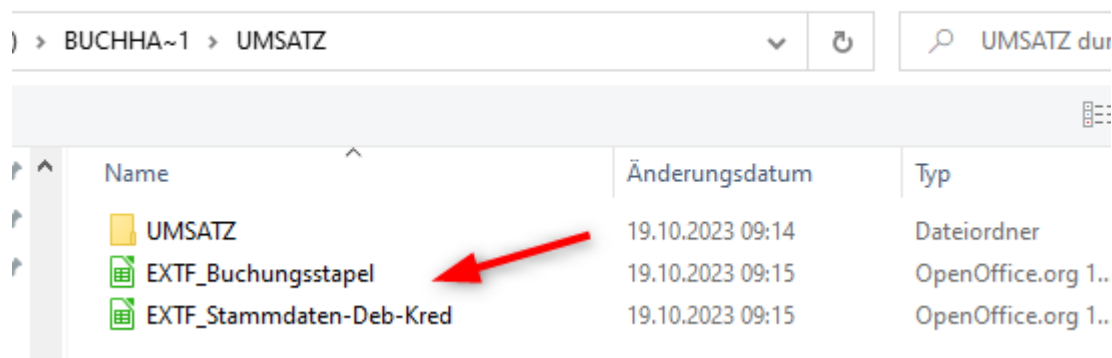 ) > BUCHHA~1 > UMSATZ
UMSATZ dur
Name Änderungsdatum Typ
UMSATZ 19.10.2023 09:14 Dateiordner
EXTF_Buchungsstapel 19.10.2023 09:15 OpenOffice.org 1...
EXTF_Stammdaten-Deb-Kred 19.10.2023 09:15 OpenOffice.org 1...